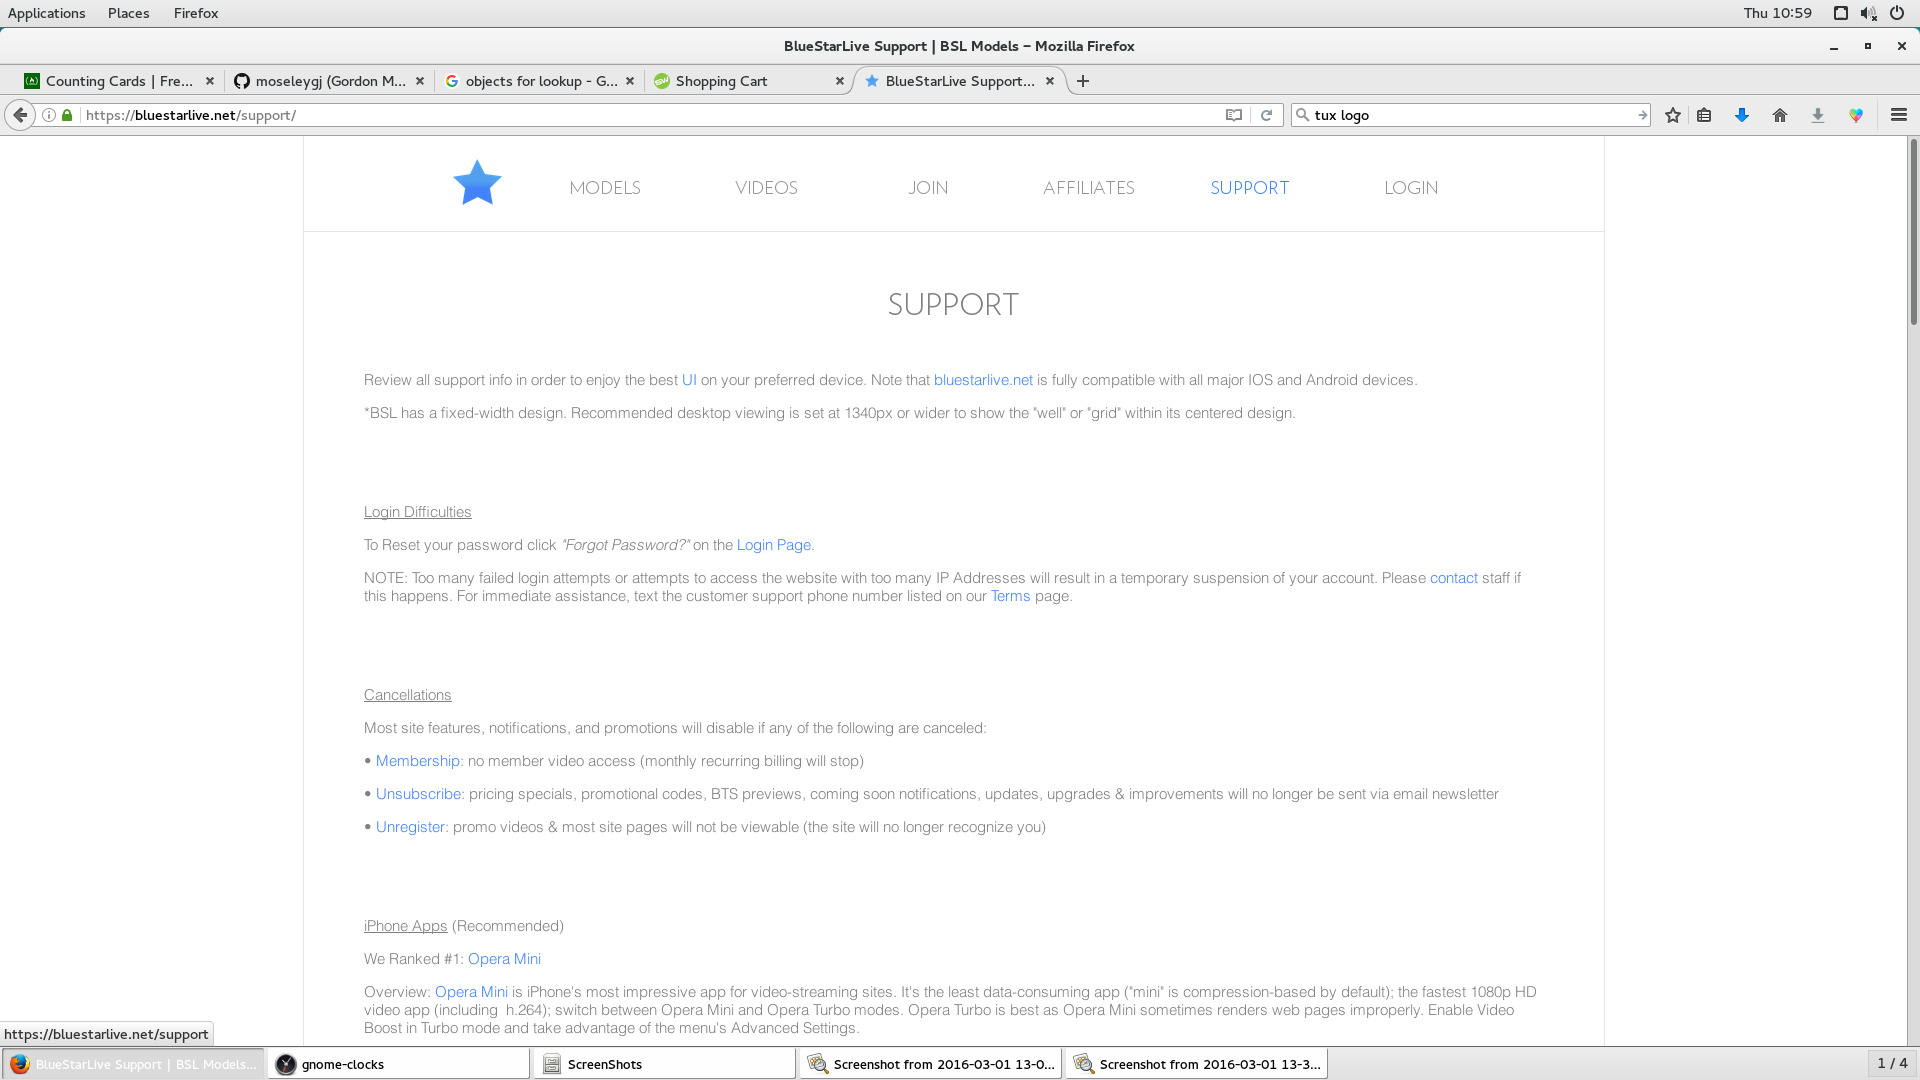 Applications Places Firefox Thu 10:59
BlueStarLive Support | BSL Models – Mozilla Firefox
Counting Cards | Fre... moseleygj (Gordon M... objects for lookup - G... Shopping Cart BlueStarLive Support...
https://bluestarlive.net/support/ tux logo
MODELS VIDEOS JOIN AFFILIATES SUPPORT LOGIN
SUPPORT
Review all support info in order to enjoy the best UI on your preferred device. Note that bluestarlive.net is fully compatible with all major IOS and Android devices.
*BSL has a fixed-width design. Recommended desktop viewing is set at 1340px or wider to show the "well" or "grid" within its centered design.
Login Difficulties
To Reset your password click "Forgot Password?" on the Login Page.
NOTE: Too many failed login attempts or attempts to access the website with too many IP Addresses will result in a temporary suspension of your account. Please contact staff if
this happens. For immediate assistance, text the customer support phone number listed on our Terms page.
Cancellations
Most site features, notifications, and promotions will disable if any of the following are canceled:
• Membership: no member video access (monthly recurring billing will stop)
• Unsubscribe: pricing specials, promotional codes, BTS previews, coming soon notifications, updates, upgrades & improvements will no longer be sent via email newsletter
• Unregister: promo videos & most site pages will not be viewable (the site will no longer recognize you)
iPhone Apps (Recommended)
We Ranked #1: Opera Mini
Overview: Opera Mini is iPhone's most impressive app for video-streaming sites. It's the least data-consuming app ("mini" is compression-based by default); the fastest 1080p HD
video app (including h.264); switch between Opera Mini and Opera Turbo modes. Opera Turbo is best as Opera Mini sometimes renders web pages improperly. Enable Video
Boost in Turbo mode and take advantage of the menu's Advanced Settings.
https://bluestarlive.net/support
BlueStarLive Support | BSL Models... gnome-clocks ScreenShots Screenshot from 2016-03-01 13-0... Screenshot from 2016-03-01 13-3... 1 / 4